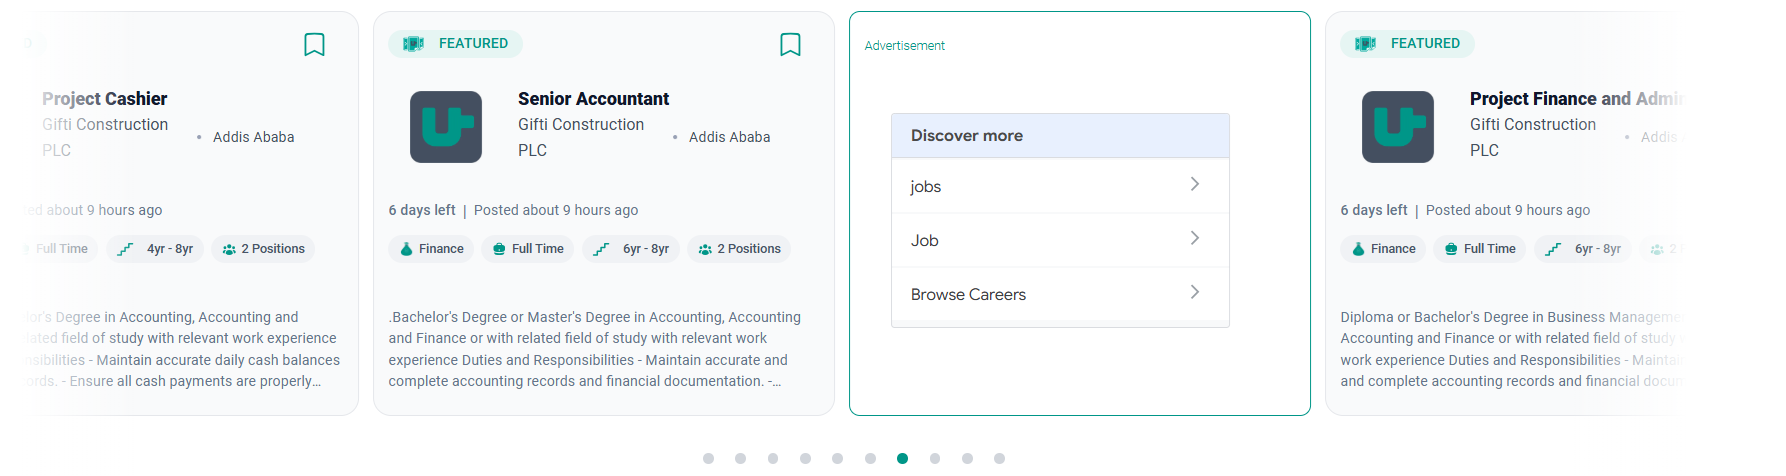 Project Cashier
Gifti Construction
PLC
• Addis Ababa
ted about 9 hours ago
Full Time
4yr - 8yr
2 Positions
lor's Degree in Accounting, Accounting and
lated field of study with relevant work experience
nsibilities - Maintain accurate daily cash balances
ords. - Ensure all cash payments are properly...
FEATURED
Senior Accountant
Gifti Construction
PLC
• Addis Ababa
6 days left | Posted about 9 hours ago
Finance
Full Time
6yr - 8yr
2 Positions
.Bachelor's Degree or Master's Degree in Accounting, Accounting
and Finance or with related field of study with relevant work
experience Duties and Responsibilities - Maintain accurate and
complete accounting records and financial documentation. -...
Advertisement
Discover more
jobs
Job
Browse Careers
FEATURED
Project Finance and Admin
Gifti Construction
PLC
• Addis
6 days left | Posted about 9 hours ago
Finance
Full Time
6yr - 8yr
2
Diploma or Bachelor's Degree in Business Manageme
Accounting and Finance or with related field of study
work experience Duties and Responsibilities - Maintai
and complete accounting records and financial docum